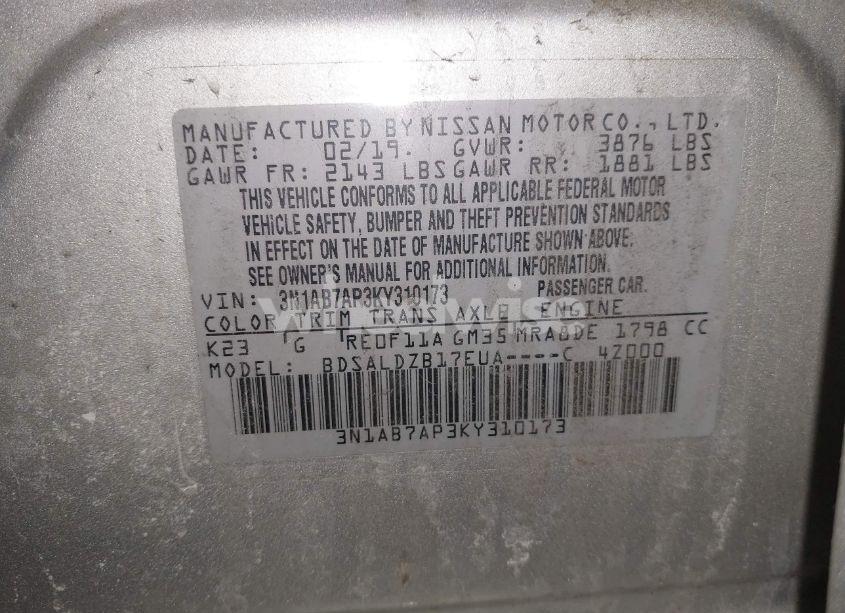 MANUFACTURED BY NISSAN MOTOR CO., LTD.
DATE: 02/19. GVWR: 3876 LBS
GAWR FR: 2143 LBS GAWR RR: 1881 LBS
THIS VEHICLE CONFORMS TO ALL APPLICABLE FEDERAL MOTOR
VEHICLE SAFETY, BUMPER AND THEFT PREVENTION STANDARDS
IN EFFECT ON THE DATE OF MANUFACTURE SHOWN ABOVE.
SEE OWNER'S MANUAL FOR ADDITIONAL INFORMATION.
VIN: 3N1AB7AP3KY310173 PASSENGER CAR.
COLOR TRIM TRANS AXLE ENGINE
K23 G RE0F11A GM35 MRA8DE 1798 CC
MODEL: BDSALDZB17EUA----C 4Z000
3N1AB7AP3KY310173